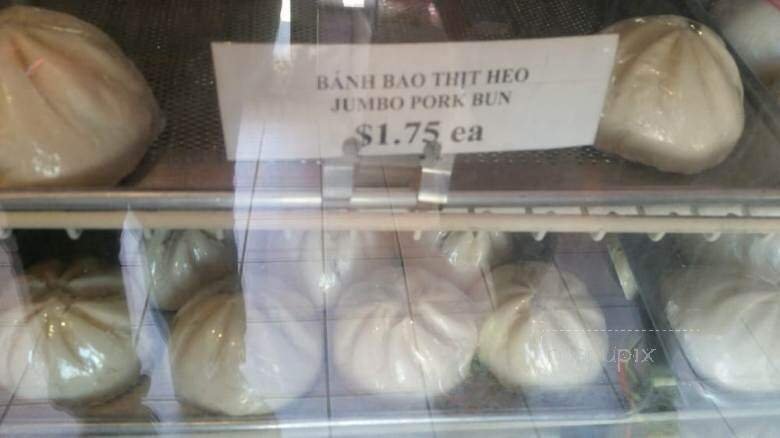 BÁNH BAO THỊT HEO
JUMBO PORK BUN
$1.75 ea